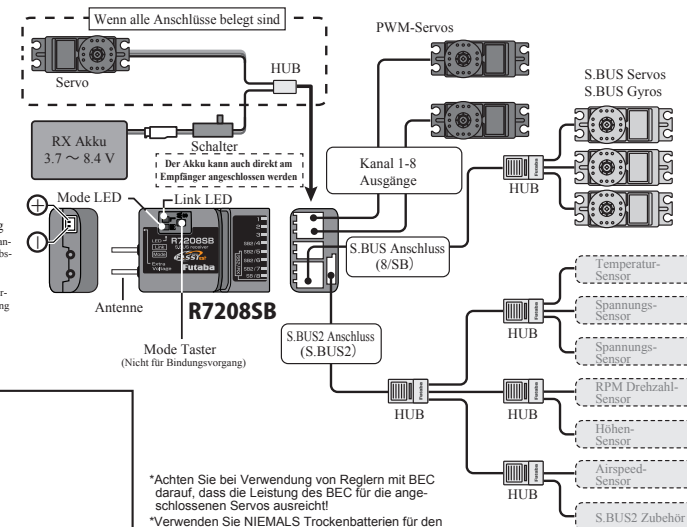 Wenn alle Anschlüsse belegt sind
Servo
HUB
RX Akku
3.7 ～ 8.4 V
Schalter
Der Akku kann auch direkt am
Empfänger angeschlossen werden
Mode LED
Link LED
Antenne
R7208SB
Futaba
R7208SB
Mode Taster
(Nicht für Bindungsvorgang)
PWM-Servos
Kanal 1-8
Ausgänge
S.BUS Anschluss
(8/SB)
S.BUS2 Anschluss
(S.BUS2)
S.BUS Servos
S.BUS Gyros
HUB
HUB
HUB
HUB
HUB
Temperatur-
Sensor
Spannungs-
Sensor
Spannungs-
Sensor
RPM Drehzahl-
Sensor
Höhen-
Sensor
Airspeed-
Sensor
S.BUS2 Zubehör
*Achten Sie bei Verwendung von Reglern mit BEC
darauf, dass die Leistung des BEC für die ange-
schlossenen Servos ausreicht!
*Verwenden Sie NIEMALS Trockenbatterien für den